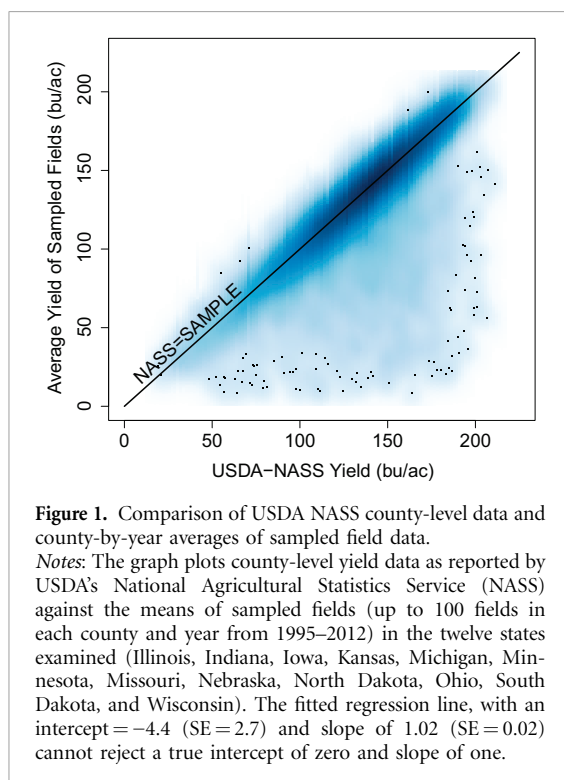 Average Yield of Sampled Fields (bu/ac)
200
150
100
50
0
NASS=SAMPLE
0 50 100 150 200
USDA−NASS Yield (bu/ac)
Figure 1. Comparison of USDA NASS county-level data and
county-by-year averages of sampled field data.
Notes: The graph plots county-level yield data as reported by
USDA's National Agricultural Statistics Service (NASS)
against the means of sampled fields (up to 100 fields in
each county and year from 1995–2012) in the twelve states
examined (Illinois, Indiana, Iowa, Kansas, Michigan, Min-
nesota, Missouri, Nebraska, North Dakota, Ohio, South
Dakota, and Wisconsin). The fitted regression line, with an
intercept = −4.4 (SE = 2.7) and slope of 1.02 (SE = 0.02)
cannot reject a true intercept of zero and slope of one.